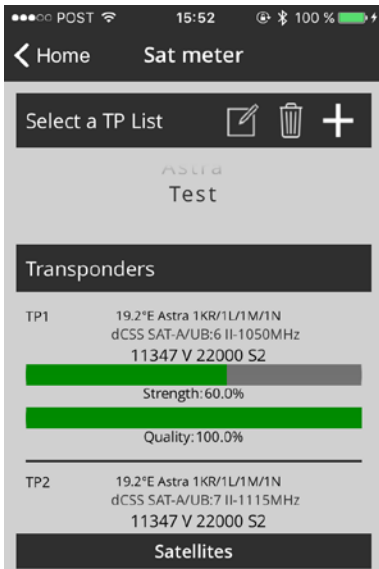 POST 15:52 100 %
Home Sat meter
Select a TP List
Astra
Test
Transponders
TP1 19.2°E Astra 1KR/1L/1M/1N
dCSS SAT-A/UB:6 II-1050MHz
11347 V 22000 S2
Strength:60.0%
Quality:100.0%
TP2 19.2°E Astra 1KR/1L/1M/1N
dCSS SAT-A/UB:7 II-1115MHz
11347 V 22000 S2
Satellites